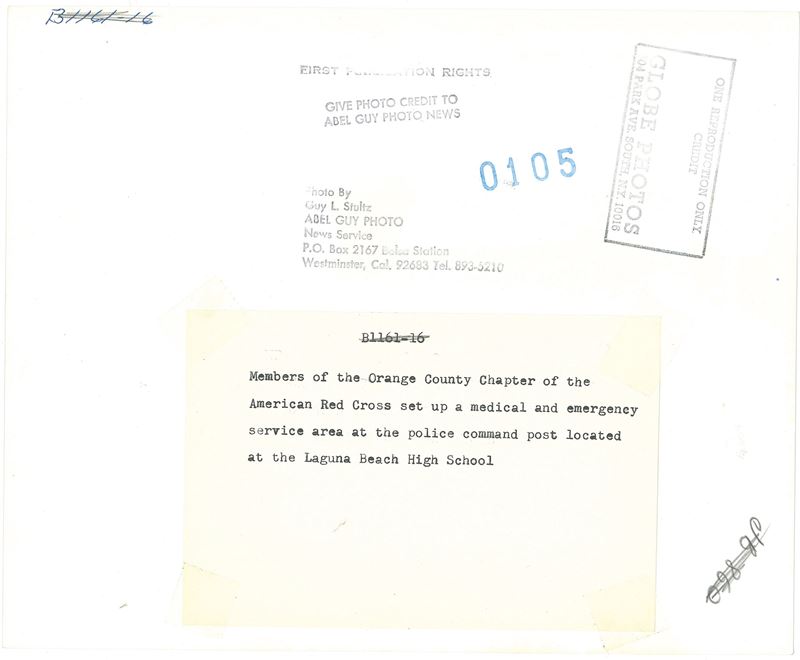 B1161-16
FIRST PUBLICATION RIGHTS
GIVE PHOTO CREDIT TO
ABEL GUY PHOTO NEWS
0105
ONE REPRODUCTION ONLY
CREDIT
GLOBE PHOTOS
04 PARK AVE. SOUTH, N.Y. 10016
Photo By
Guy L. Stultz
ABEL GUY PHOTO
News Service
P.O. Box 2167 Bolsa Station
Westminster, Cal. 92683 Tel. 893-5210
B1161-16
Members of the Orange County Chapter of the
American Red Cross set up a medical and emergency
service area at the police command post located
at the Laguna Beach High School